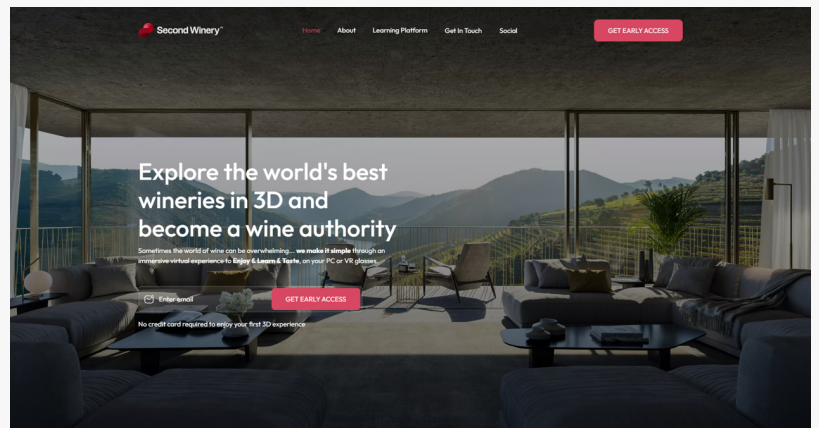 Second Winery™
Home
About
Learning Platform
Get In Touch
Social
GET EARLY ACCESS
Explore the world's best
wineries in 3D and
become a wine authority
Sometimes the world of wine can be overwhelming... we make it simple through an
immersive virtual experience to Enjoy & Learn & Taste, on your PC or VR glasses.
Enter email
GET EARLY ACCESS
No credit card required to enjoy your first 3D experience